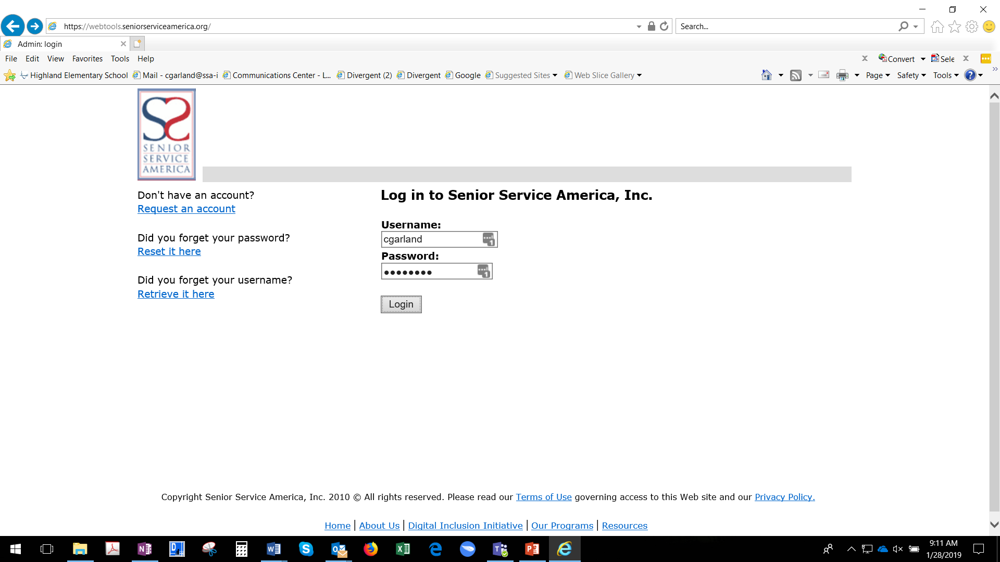 https://webtools.seniorserviceamerica.org/
Search...
Admin: login
File Edit View Favorites Tools Help
Convert
Sele
Highland Elementary School
Mail - cgarland@ssa-i
Communications Center - L...
Divergent (2)
Divergent
Google
Suggested Sites
Web Slice Gallery
Page
Safety
Tools
SENIOR
SERVICE
AMERICA
Don't have an account?
Request an account
Did you forget your password?
Reset it here
Did you forget your username?
Retrieve it here
Log in to Senior Service America, Inc.
Username:
cgarland
Password:
Login
Copyright Senior Service America, Inc. 2010 © All rights reserved. Please read our Terms of Use governing access to this Web site and our Privacy Policy.
Home | About Us | Digital Inclusion Initiative | Our Programs | Resources
9:11 AM
1/28/2019